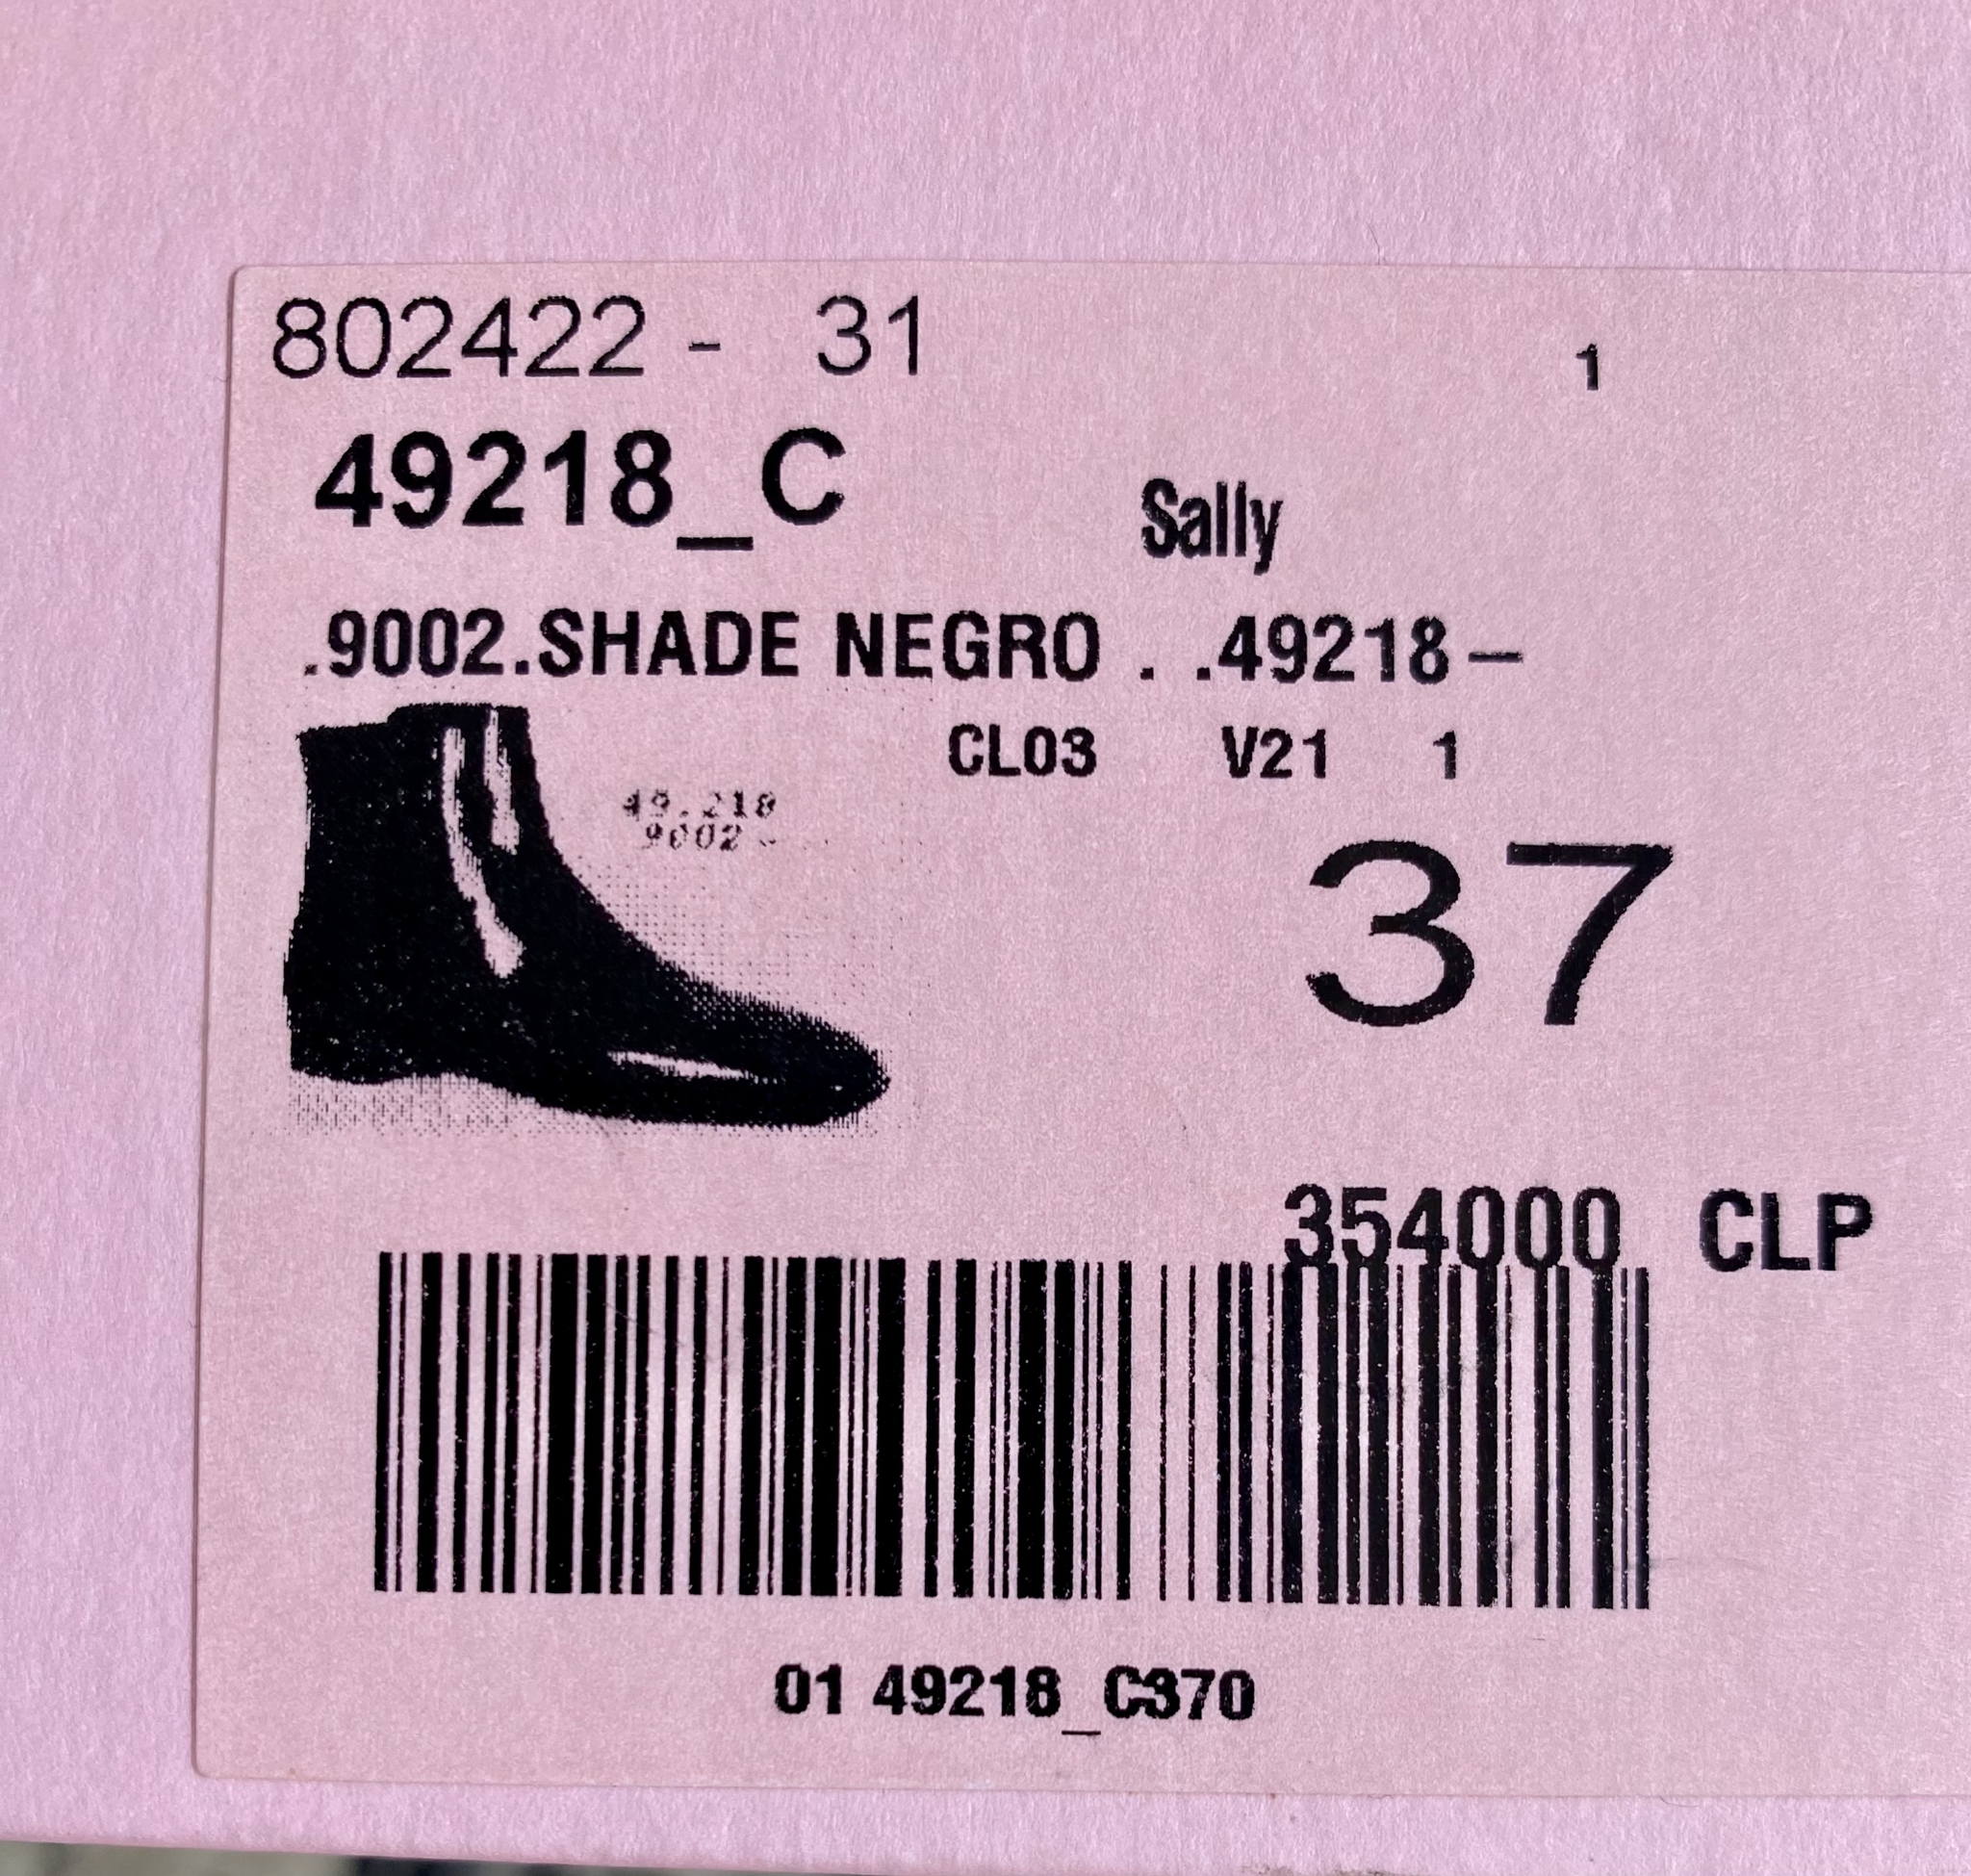 802422 - 31
1
49218_C
Sally
.9002.SHADE NEGRO . .49218-
CL03 V21 1
49.218
9002-
37
354000 CLP
01 49218_C370